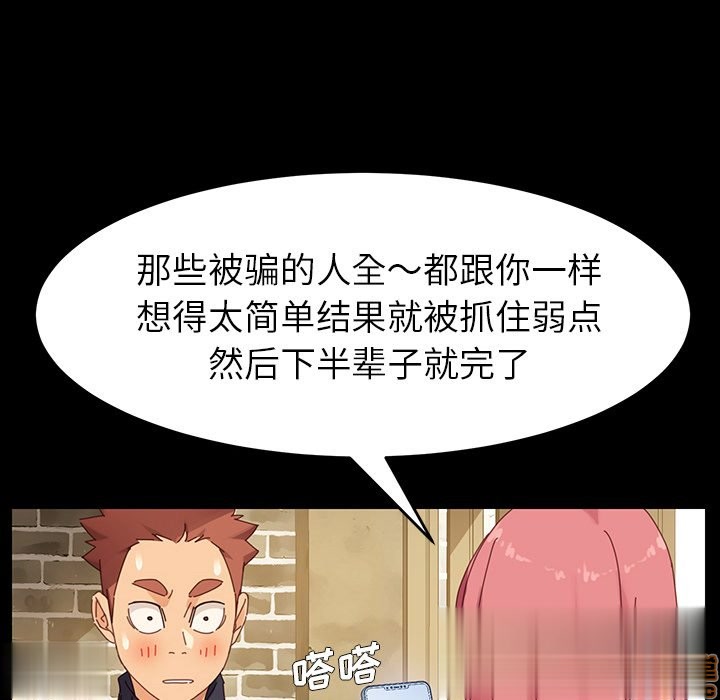 那些被骗的人全～都跟你一样
想得太简单结果就被抓住弱点
然后下半辈子就完了
嗒嗒